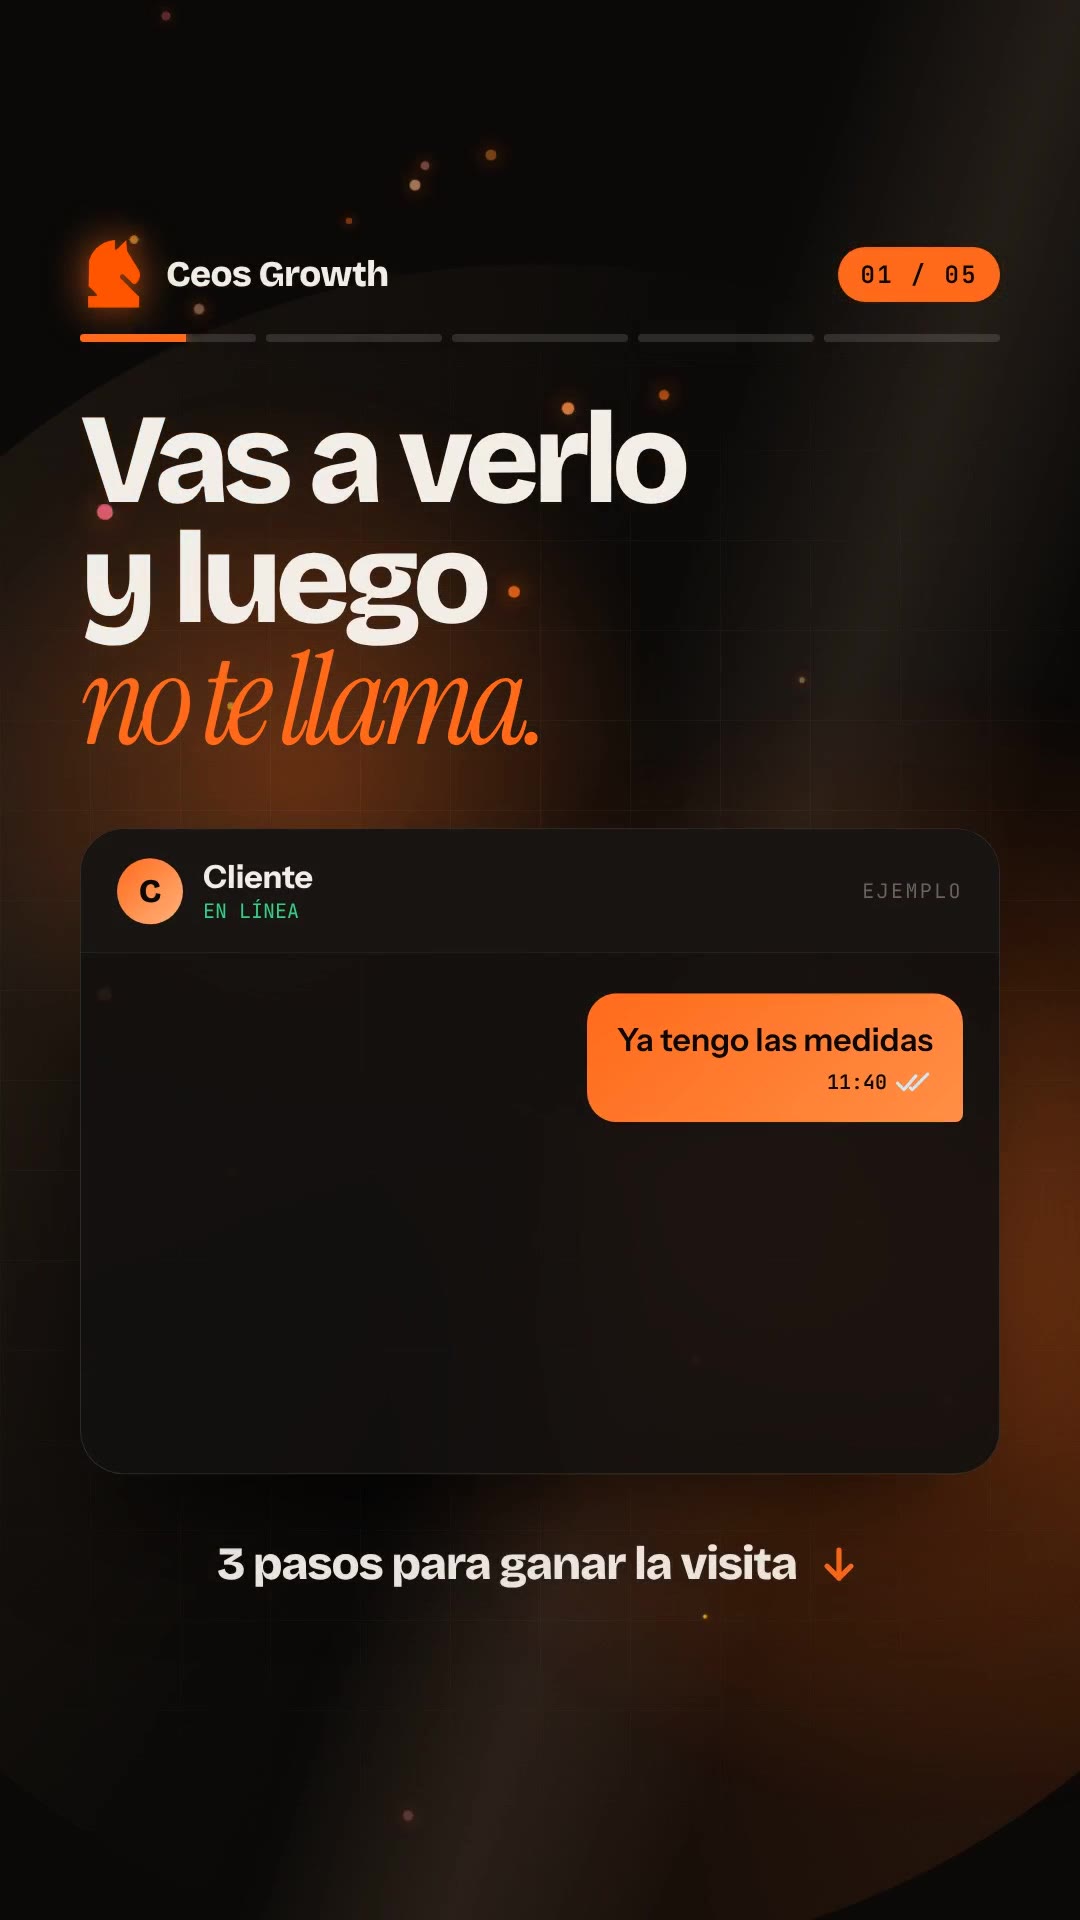 Ceos Growth
01 / 05
Vas a verlo
y luego
no te llama.
C
Cliente
EN LÍNEA
EJEMPLO
Ya tengo las medidas
11:40
3 pasos para ganar la visita